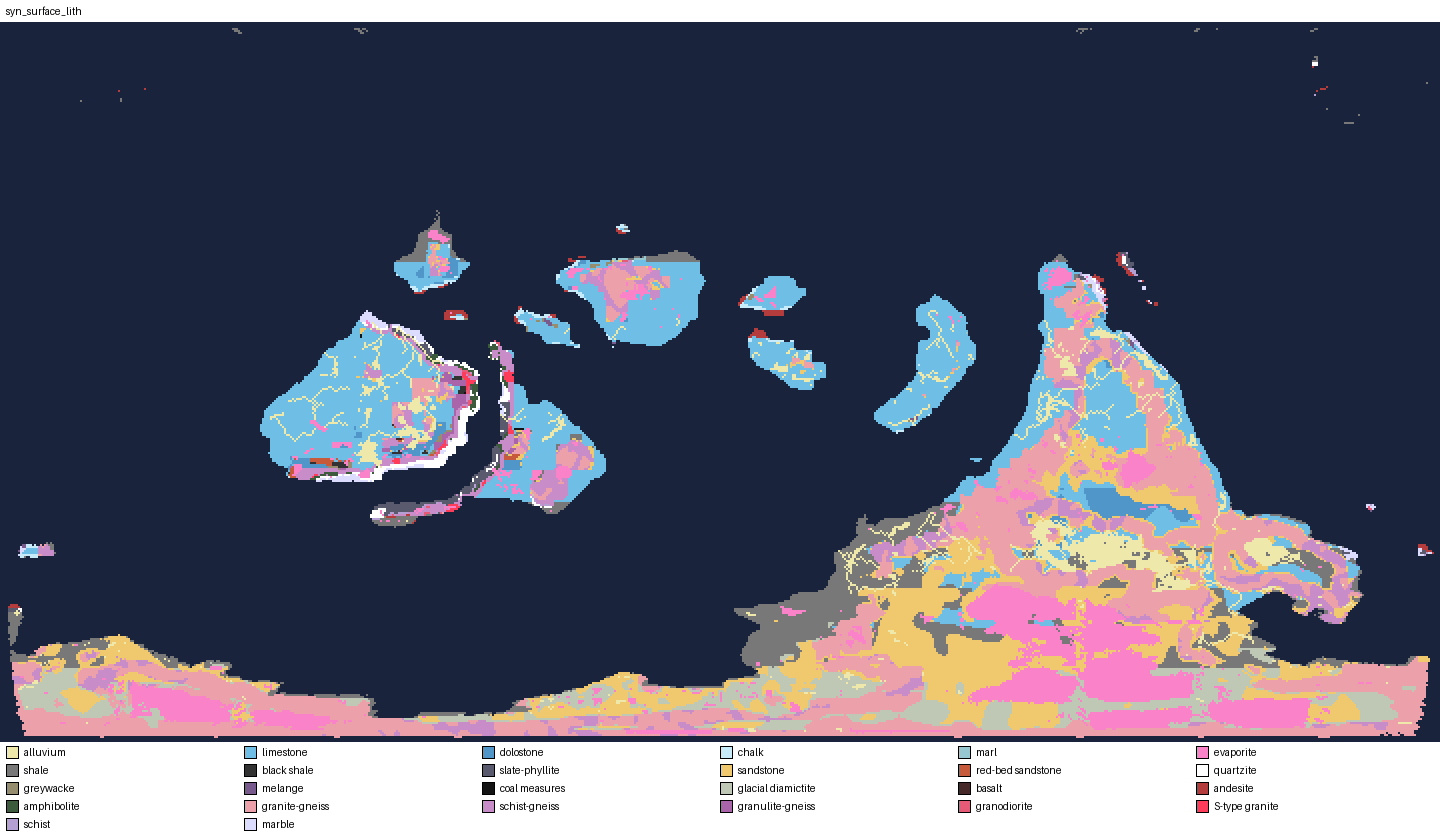 syn_surface_lith
alluvium limestone dolostone chalk marl evaporite
shale black shale slate-phyllite sandstone red-bed sandstone quartzite
greywacke melange coal measures glacial diamictite basalt andesite
amphibolite granite-gneiss schist-gneiss granulite-gneiss granodiorite S-type granite
schist marble